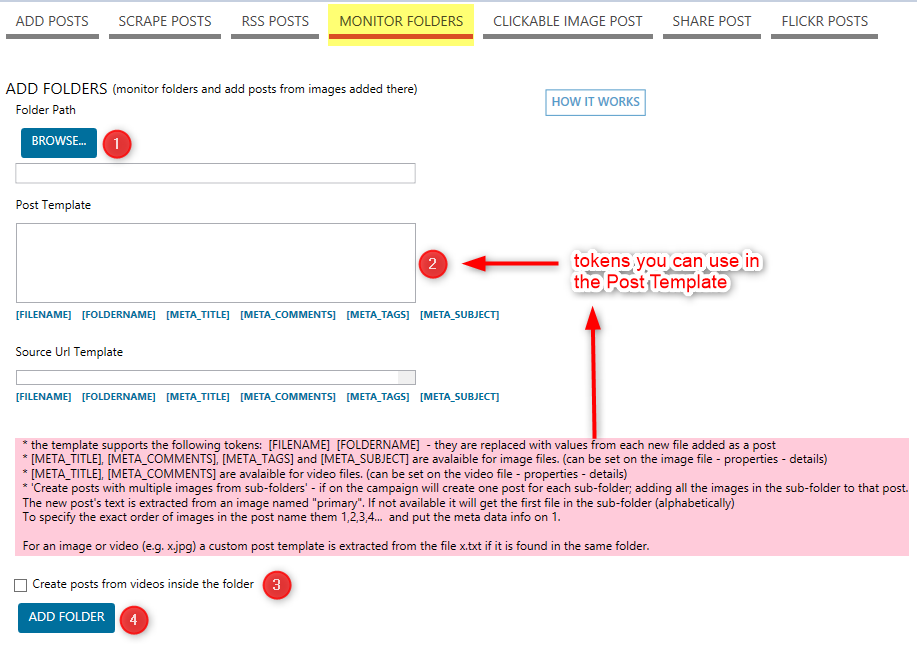 ADD POSTS SCRAPE POSTS RSS POSTS MONITOR FOLDERS CLICKABLE IMAGE POST SHARE POST FLICKR POSTS
ADD FOLDERS (monitor folders and add posts from images added there)
HOW IT WORKS
Folder Path
BROWSE... 1
Post Template
2
tokens you can use in
the Post Template
[FILENAME] [FOLDERNAME] [META_TITLE] [META_COMMENTS] [META_TAGS] [META_SUBJECT]
Source Url Template
[FILENAME] [FOLDERNAME] [META_TITLE] [META_COMMENTS] [META_TAGS] [META_SUBJECT]
* the template supports the following tokens: [FILENAME] [FOLDERNAME] - they are replaced with values from each new file added as a post
* [META_TITLE], [META_COMMENTS], [META_TAGS] and [META_SUBJECT] are avalaible for image files. (can be set on the image file - properties - details)
* [META_TITLE], [META_COMMENTS] are avalaible for video files. (can be set on the video file - properties - details)
* 'Create posts with multiple images from sub-folders' - if on the campaign will create one post for each sub-folder; adding all the images in the sub-folder to that post.
The new post's text is extracted from an image named "primary". If not available it will get the first file in the sub-folder (alphabetically)
To specify the exact order of images in the post name them 1,2,3,4... and put the meta data info on 1.
For an image or video (e.g. x.jpg) a custom post template is extracted from the file x.txt if it is found in the same folder.
Create posts from videos inside the folder 3
ADD FOLDER 4